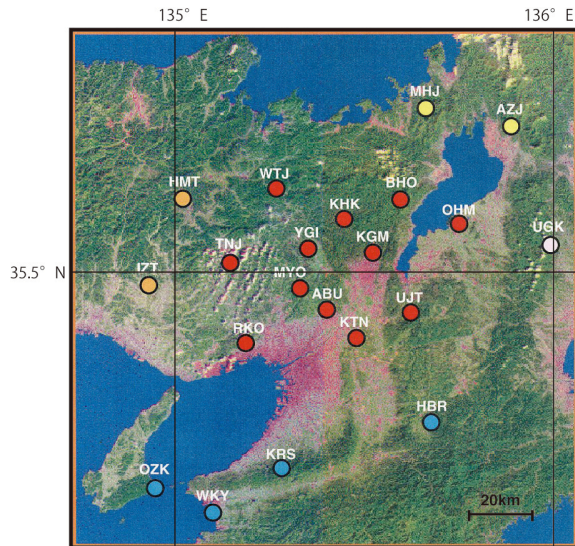 135° E
136° E
MHJ
AZJ
HMT
WTJ
BHO
KHK
OHM
UGK
YGI
KGM
TNJ
35.5° N
IZT
MYO
ABU
UJT
RKO
KTN
HBR
KRS
OZK
WKY
20km